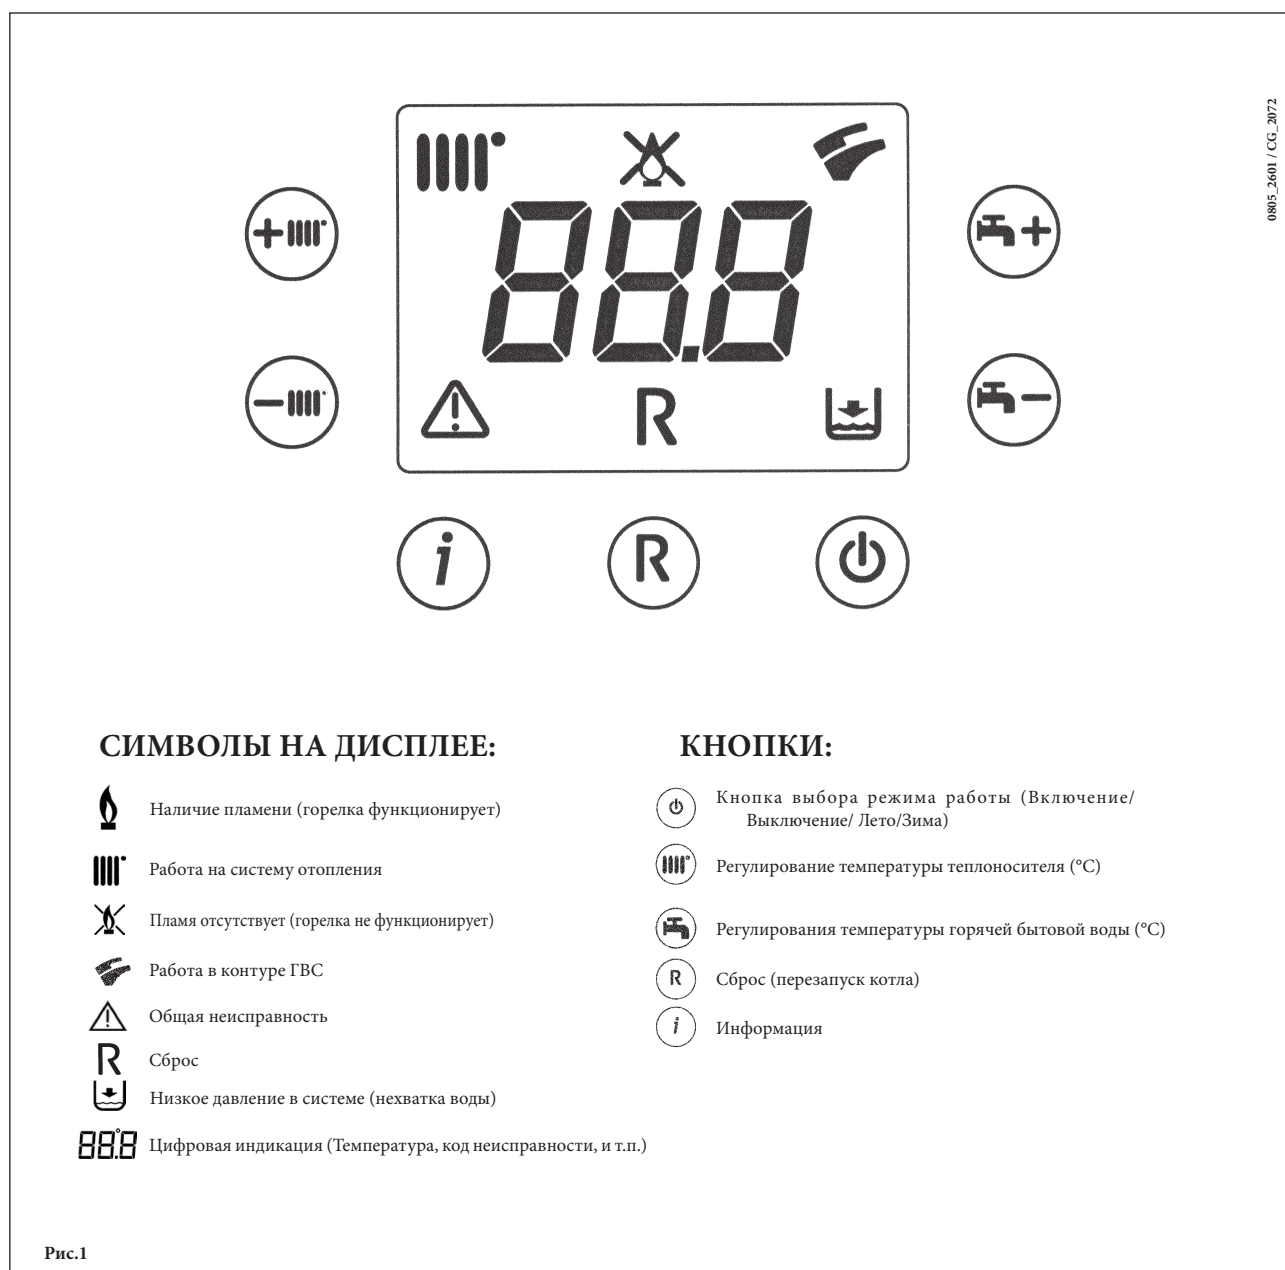 0805_2601 / CG_2072
88.8
R
i
R
СИМВОЛЫ НА ДИСПЛЕЕ:
Наличие пламени (горелка функционирует)
Работа на систему отопления
Пламя отсутствует (горелка не функционирует)
Работа в контуре ГВС
Общая неисправность
R Сброс
Низкое давление в системе (нехватка воды)
88.8 Цифровая индикация (Температура, код неисправности, и т.п.)
КНОПКИ:
Кнопка выбора режима работы (Включение/
Выключение/ Лето/Зима)
Регулирование температуры теплоносителя (°C)
Регулирования температуры горячей бытовой воды (°C)
R Сброс (перезапуск котла)
i Информация
Рис.1